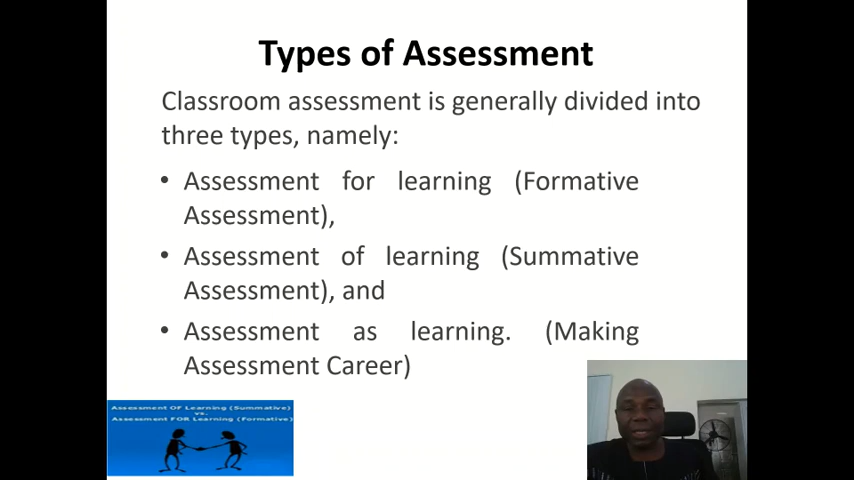 Types of Assessment
Classroom assessment is generally divided into
three types, namely:
• Assessment for learning (Formative
Assessment),
• Assessment of learning (Summative
Assessment), and
• Assessment as learning. (Making
Assessment Career)
Assessment OF Learning (Summative)
vs.
Assessment FOR Learning (Formative)